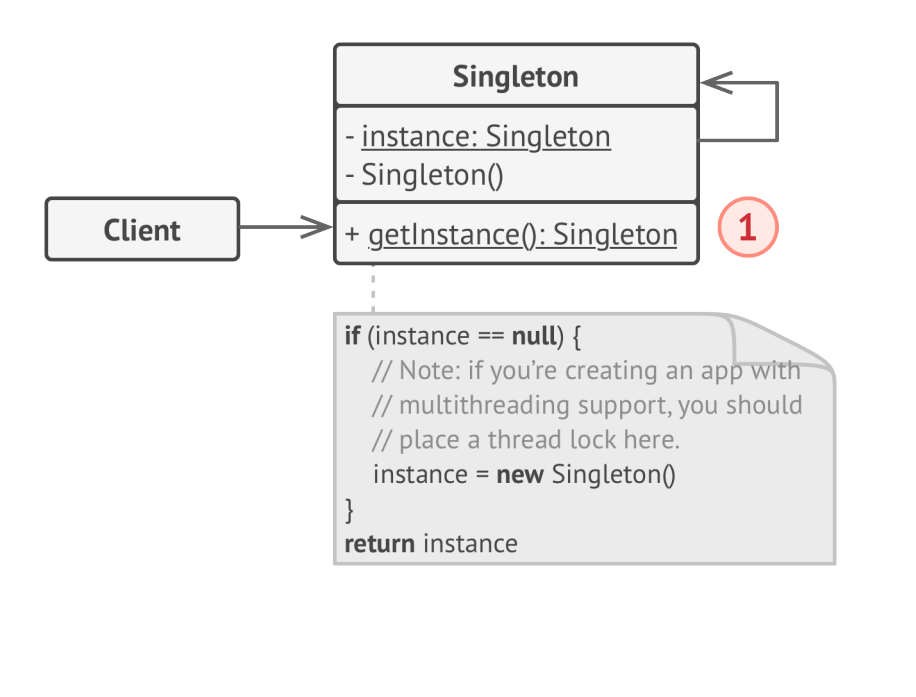 Singleton
- instance: Singleton
- Singleton()
Client
+ getInstance(): Singleton
1
if (instance == null) {
// Note: if you’re creating an app with
// multithreading support, you should
// place a thread lock here.
instance = new Singleton()
}
return instance